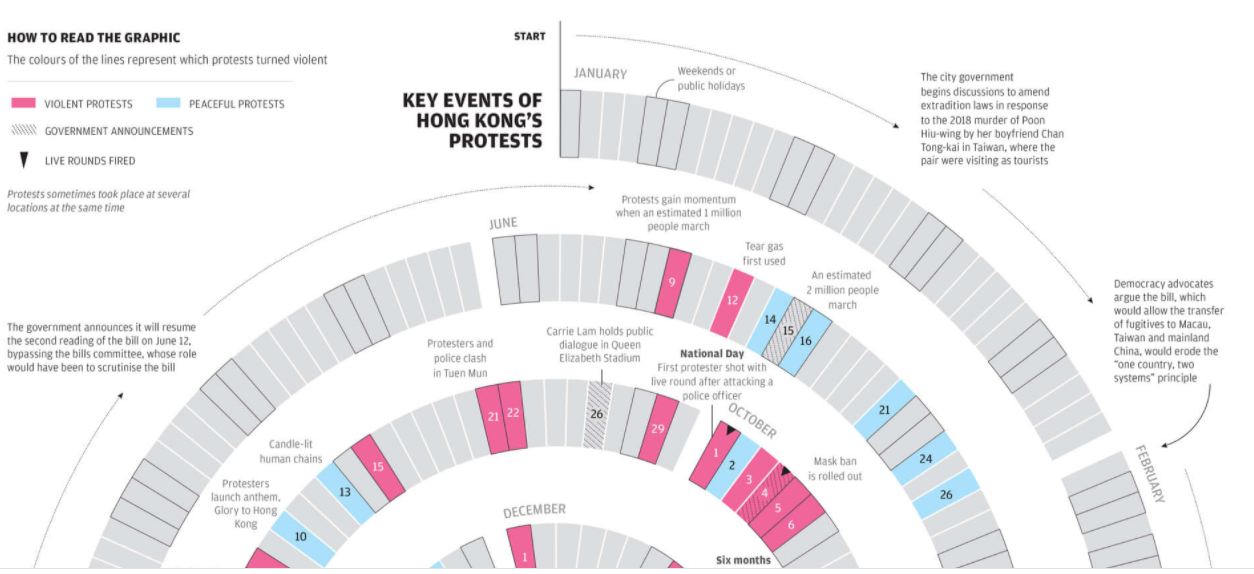 HOW TO READ THE GRAPHIC
The colours of the lines represent which protests turned violent
VIOLENT PROTESTS
PEACEFUL PROTESTS
GOVERNMENT ANNOUNCEMENTS
LIVE ROUNDS FIRED
Protests sometimes took place at several
locations at the same time
START
KEY EVENTS OF
HONG KONG'S
PROTESTS
JANUARY
Weekends or
public holidays
The city government
begins discussions to amend
extradition laws in response
to the 2018 murder of Poon
Hiu-wing by her boyfriend Chan
Tong-kai in Taiwan, where the
pair were visiting as tourists
Democracy advocates
argue the bill, which
would allow the transfer
of fugitives to Macau,
Taiwan and mainland
China, would erode the
"one country, two
systems" principle
FEBRUARY
The government announces it will resume
the second reading of the bill on June 12,
bypassing the bills committee, whose role
would have been to scrutinise the bill
JUNE
Protests gain momentum
when an estimated 1 million
people march
9
Tear gas
first used
12
An estimated
2 million people
march
14
15
16
21
24
26
Protesters
launch anthem,
Glory to Hong
Kong
10
Candle-lit
human chains
13
15
Protesters and
police clash
in Tuen Mun
21
22
Carrie Lam holds public
dialogue in Queen
Elizabeth Stadium
26
29
National Day
First protester shot with
live round after attacking a
police officer
OCTOBER
1
2
3
4
5
6
Mask ban
is rolled out
DECEMBER
1
Six months